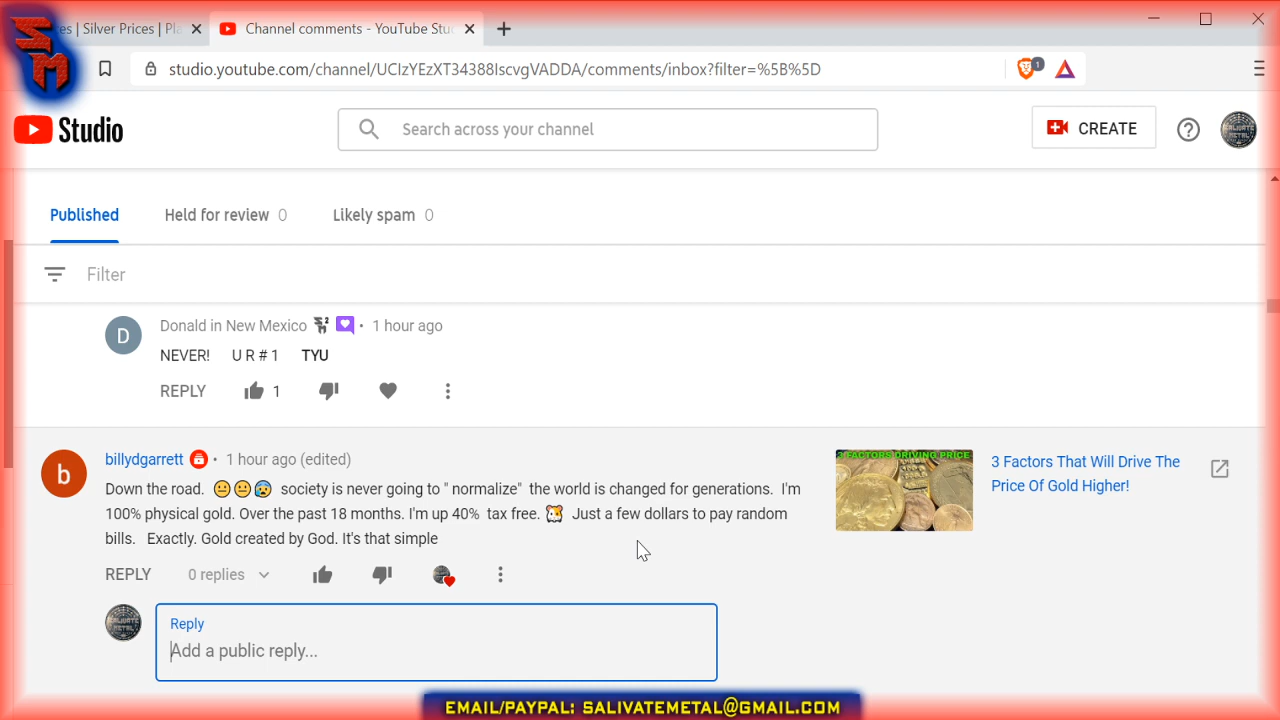 SM
es | Silver Prices | Pla
Channel comments - YouTube Stu
studio.youtube.com/channel/UCIzYEzXT34388IscvgVADDA/comments/inbox?filter=%5B%5D
1
Studio
Search across your channel
CREATE
Published
Held for review 0
Likely spam 0
Filter
D
Donald in New Mexico
• 1 hour ago
NEVER! U R # 1 TYU
REPLY
1
b
billydgarrett • 1 hour ago (edited)
Down the road. 😐😐😰 society is never going to " normalize" the world is changed for generations. I'm
100% physical gold. Over the past 18 months. I'm up 40% tax free. 🐹 Just a few dollars to pay random
bills. Exactly. Gold created by God. It's that simple
3 FACTORS DRIVING PRICE
3 Factors That Will Drive The
Price Of Gold Higher!
REPLY
0 replies
SALIVATE
METAL
Reply
Add a public reply...
EMAIL/PAYPAL: SALIVATEMETAL@GMAIL.COM